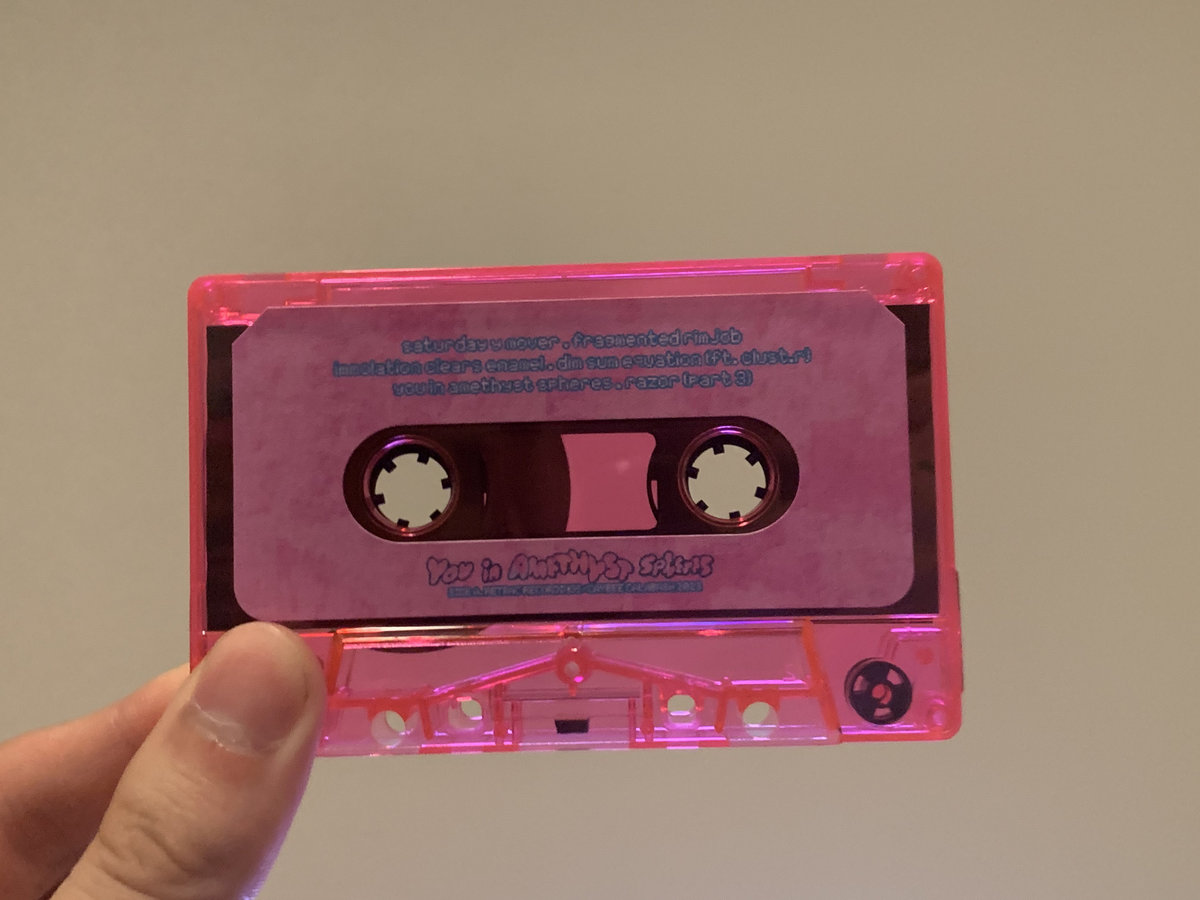 saturday y mover . fragmented rimjob
immolation clears enamel . dim sum equation (ft. clust.r)
you in amethyst spheres . razor (part 3)
You in AMETHYST spheres